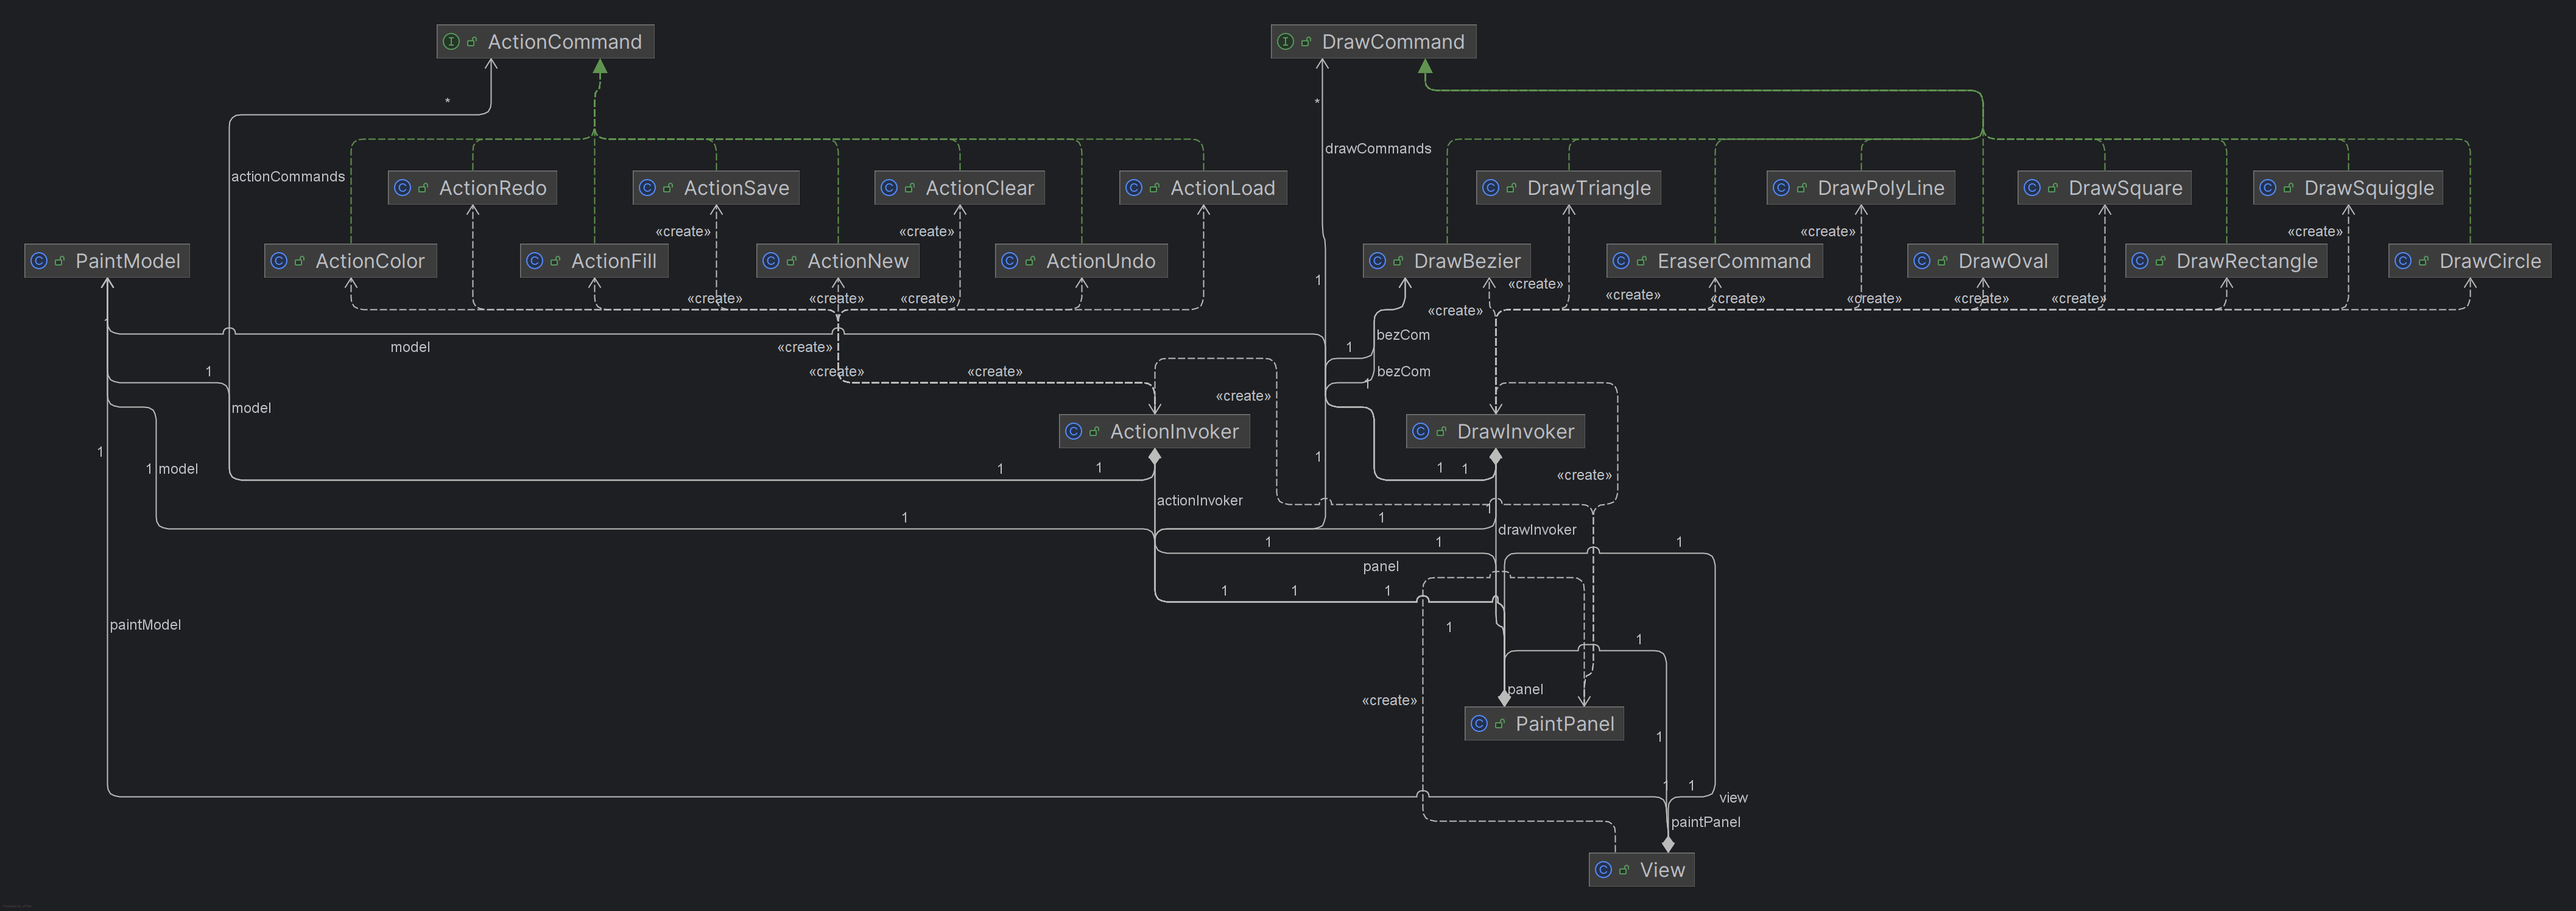 ActionCommand
DrawCommand
*
*
drawCommands
actionCommands
ActionRedo
ActionSave
ActionClear
ActionLoad
DrawTriangle
DrawPolyLine
DrawSquare
DrawSquiggle
«create»
«create»
«create»
«create»
PaintModel
ActionColor
ActionFill
ActionNew
ActionUndo
DrawBezier
EraserCommand
DrawOval
DrawRectangle
DrawCircle
1
«create»
«create»
«create»
«create»
«create»
«create»
«create»
«create»
«create»
«create»
bezCom
model
«create»
1
1
«create»
«create»
bezCom
1
model
«create»
ActionInvoker
DrawInvoker
1
1
1 model
1
1
1
1
«create»
actionInvoker
1
1
1
drawInvoker
1
1
1
panel
1
1
1
paintModel
1
1
panel
«create»
PaintPanel
1
1
1
view
paintPanel
View